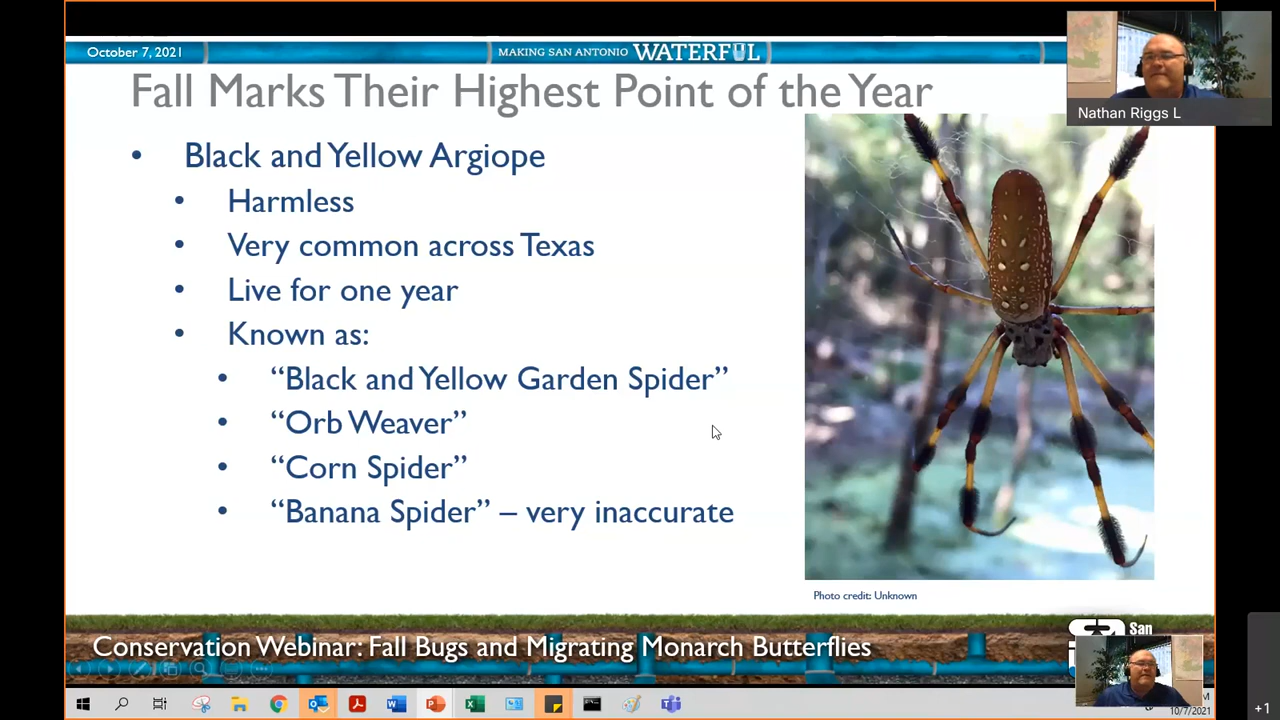 October 7, 2021
MAKING SAN ANTONIO WATERFUL
Fall Marks Their Highest Point of the Year
Nathan Riggs L
• Black and Yellow Argiope
• Harmless
• Very common across Texas
• Live for one year
• Known as:
• “Black and Yellow Garden Spider”
• “Orb Weaver”
• “Corn Spider”
• “Banana Spider” – very inaccurate
Photo credit: Unknown
Conservation Webinar: Fall Bugs and Migrating Monarch Butterflies
San
10/7/2021
+1